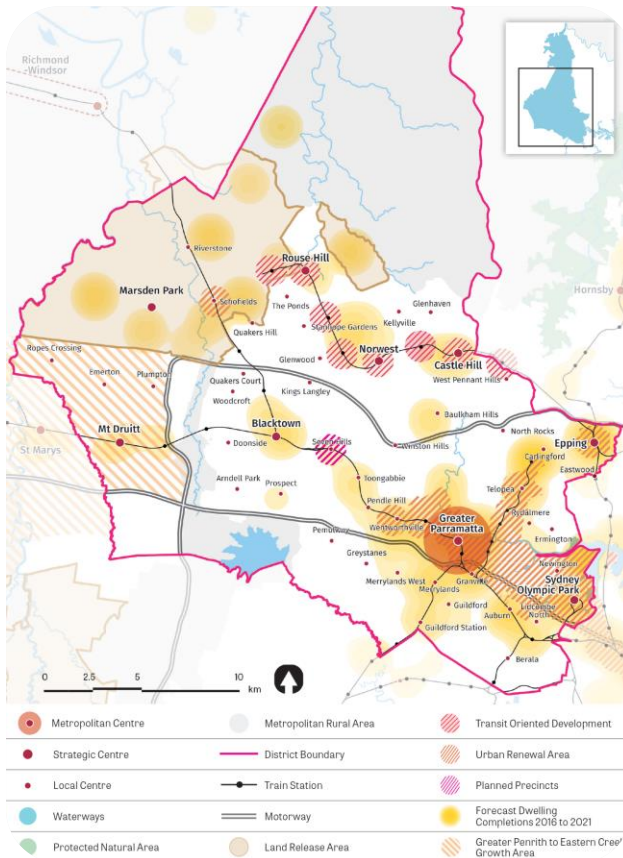 Richmond
-Windsor
Hornsby
Riverstone
Rouse Hill
Marsden Park
Schofields
The Ponds
Glenhaven
Stanhope Gardens
Kellyville
Quakers Hill
Ropes Crossing
Norwest
Glenwood
Castle Hill
Emerton
Plumpton
West Pennant Hills
Quakers Court
Kings Langley
Woodcroft
Mt Druitt
Blacktown
Baulkham Hills
St Marys
Doonside
Seven Hills
North Rocks
Epping
Winston Hills
Carlingford
Eastwood
Toongabbie
Arndell Park
Prospect
Telopea
Pendle Hill
Greater
Parramatta
Rydalmere
Wentworthville
Pemulwuy
Ermington
Greystanes
Newington
Sydney
Olympic Park
Merrylands West
Granville
Merrylands
Guildford
Auburn
Lidcombe
North
Guildford Station
Berala
0 2.5 5 10
km
Metropolitan Centre
Metropolitan Rural Area
Transit Oriented Development
Strategic Centre
District Boundary
Urban Renewal Area
Local Centre
Train Station
Planned Precincts
Waterways
Motorway
Forecast Dwelling
Completions 2016 to 2021
Protected Natural Area
Land Release Area
Greater Penrith to Eastern Cree
Growth Area